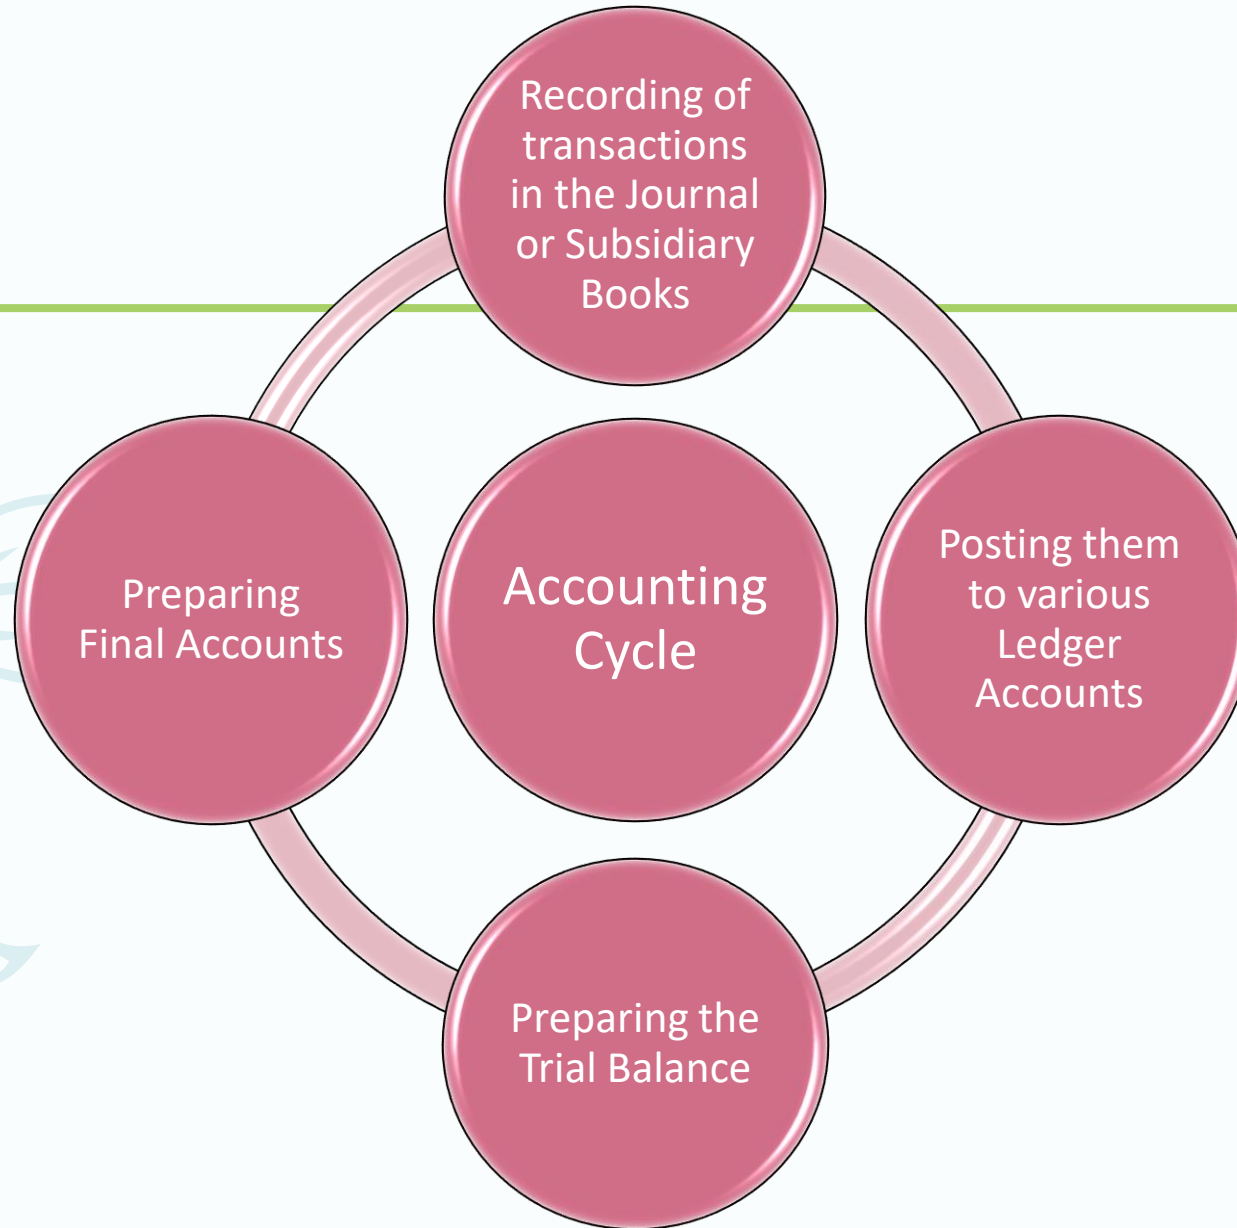 Recording of
transactions
in the Journal
or Subsidiary
Books
Posting them
to various
Ledger
Accounts
Preparing the
Trial Balance
Preparing
Final Accounts
Accounting
Cycle